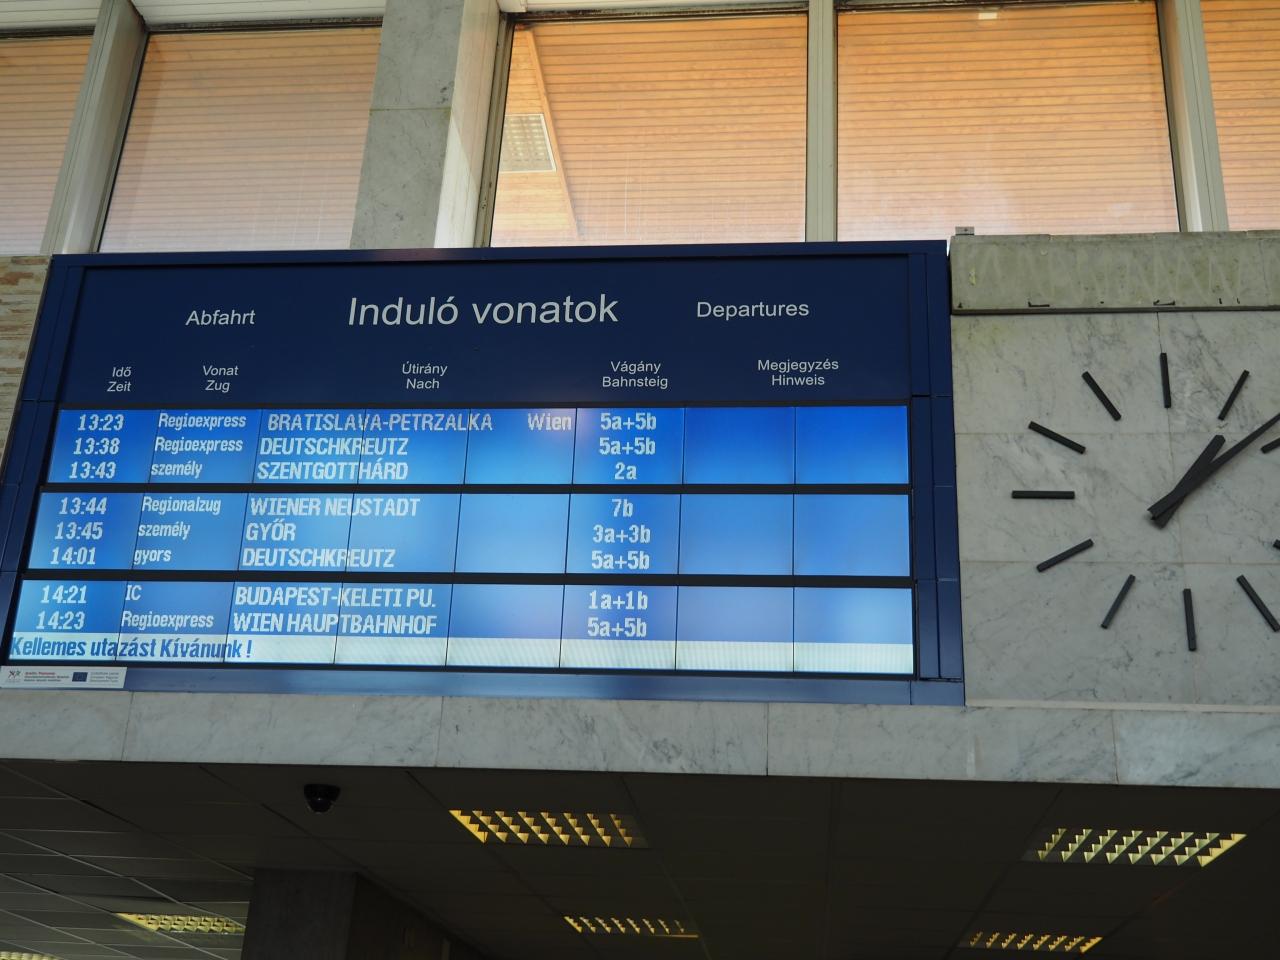 Abfahrt Induló vonatok Departures
Idő Vonat Útirány Vágány Megjegyzés
Zeit Zug Nach Bahnsteig Hinweis
13:23 Regioexpress BRATISLAVA-PETRZALKA Wien 5a+5b
13:38 Regioexpress DEUTSCHKREUTZ 5a+5b
13:43 személy SZENTGOTTHÁRD 2a
13:44 Regionalzug WIENER NEUSTADT 7b
13:45 személy GYŐR 3a+3b
14:01 gyors DEUTSCHKREUTZ 5a+5b
14:21 IC BUDAPEST-KELETI PU. 1a+1b
14:23 Regioexpress WIEN HAUPTBAHNHOF 5a+5b
Kellemes utazást Kívánunk !